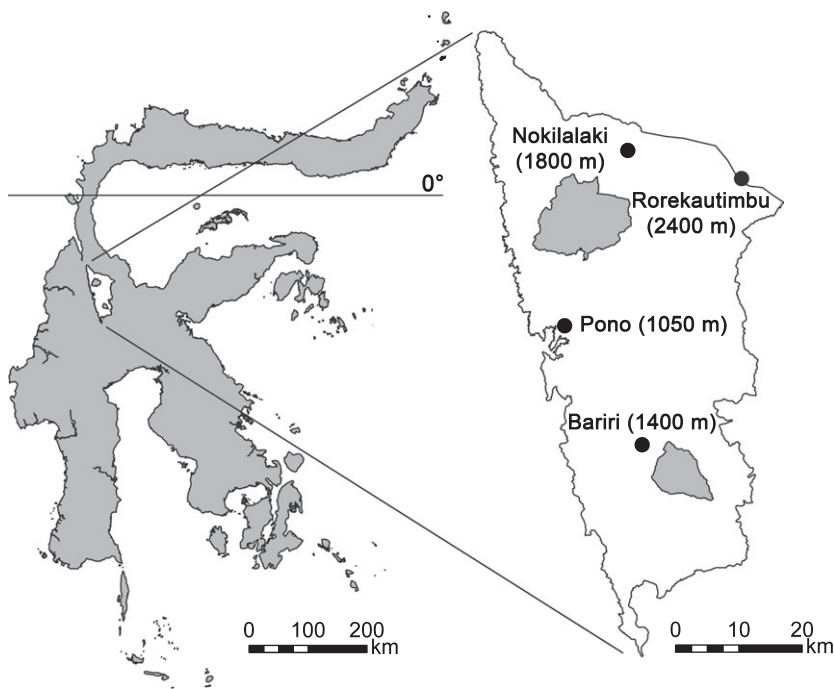 0°
Nokilalaki
(1800 m)
Rorekautimbu
(2400 m)
Pono (1050 m)
Bariri (1400 m)
0 100 200
km
0 10 20
km